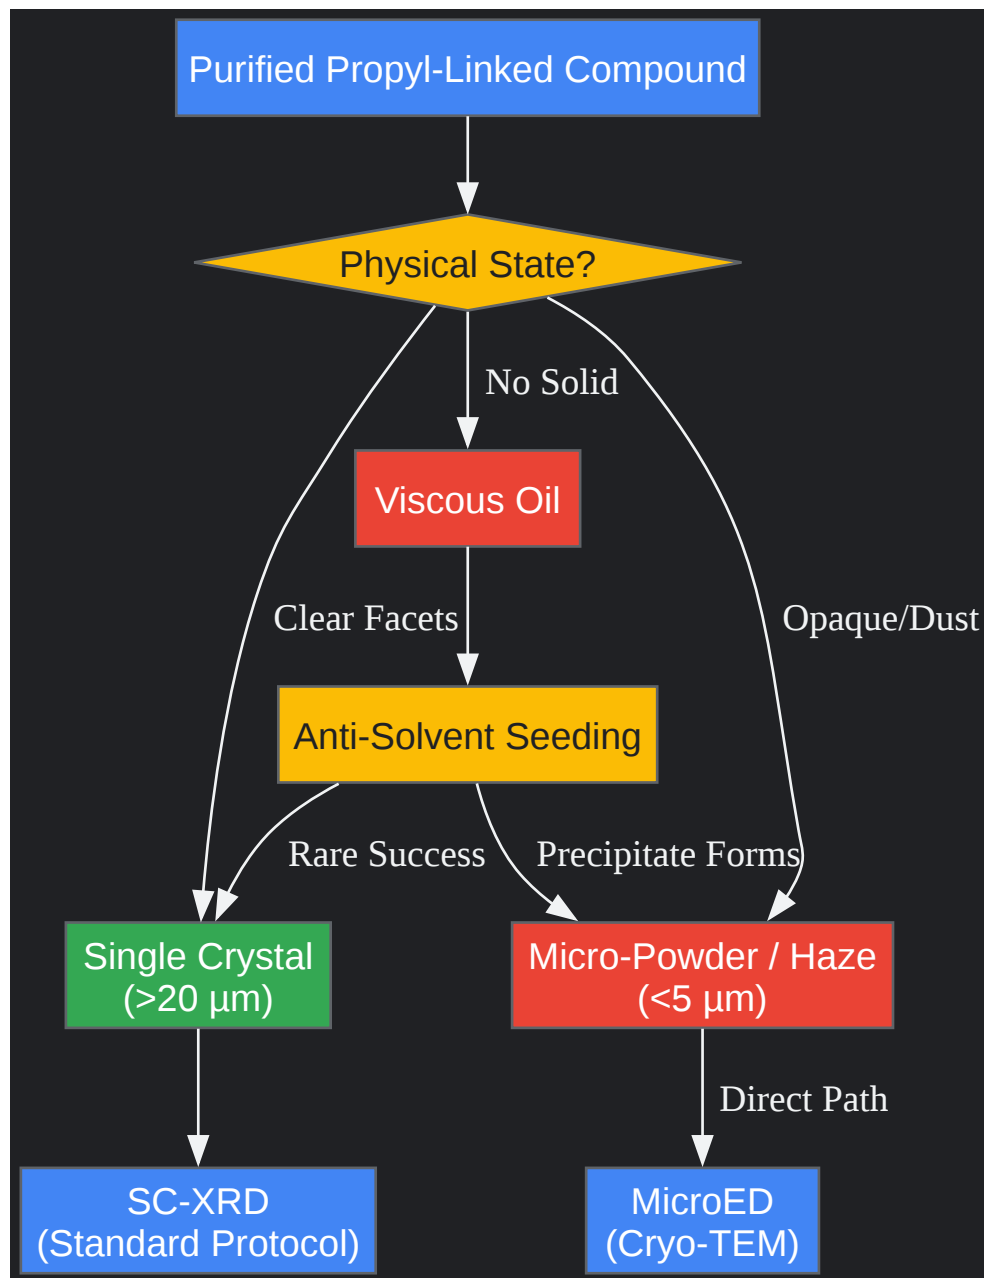 Purified Propyl-Linked Compound
Physical State?
No Solid
Viscous Oil
Clear Facets
Opaque/Dust
Anti-Solvent Seeding
Rare Success
Precipitate Forms
Single Crystal
(>20 µm)
Micro-Powder / Haze
(<5 µm)
Direct Path
SC-XRD
(Standard Protocol)
MicroED
(Cryo-TEM)